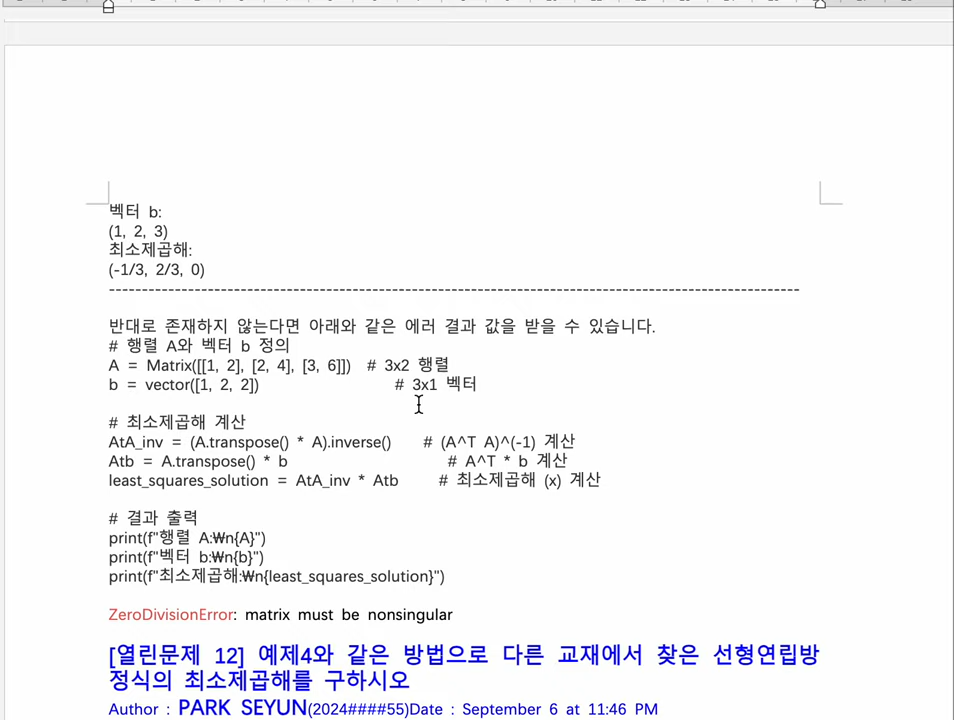 벡터 b:
(1, 2, 3)
최소제곱해:
(-1/3, 2/3, 0)
---------------------------------------------------------------------------------------------------------
반대로 존재하지 않는다면 아래와 같은 에러 결과 값을 받을 수 있습니다.
# 행렬 A와 벡터 b 정의
A = Matrix([[1, 2], [2, 4], [3, 6]]) # 3x2 행렬
b = vector([1, 2, 2]) # 3x1 벡터
# 최소제곱해 계산
AtA_inv = (A.transpose() * A).inverse() # (A^T A)^(-1) 계산
Atb = A.transpose() * b # A^T * b 계산
least_squares_solution = AtA_inv * Atb # 최소제곱해 (x) 계산
# 결과 출력
print(f"행렬 A:₩n{A}")
print(f"벡터 b:₩n{b}")
print(f"최소제곱해:₩n{least_squares_solution}")
ZeroDivisionError: matrix must be nonsingular
[열린문제 12] 예제4와 같은 방법으로 다른 교재에서 찾은 선형연립방
정식의 최소제곱해를 구하시오
Author : PARK SEYUN(2024####55)Date : September 6 at 11:46 PM